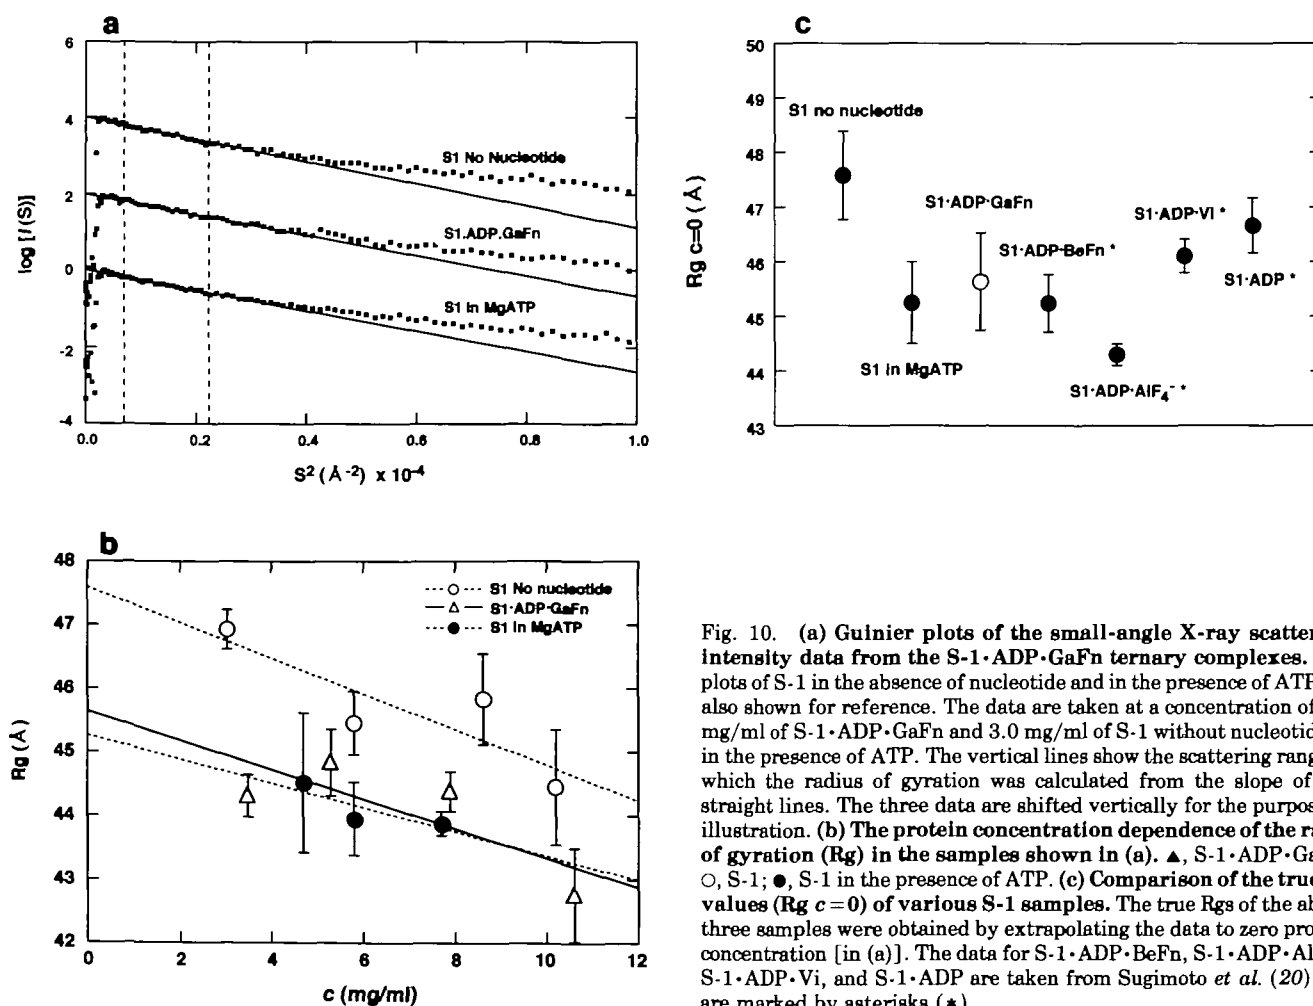 a
6
4
2
0
-2
-4
log [I(S)]
S1 No Nucleotide
S1.ADP.GaFn
S1 in MgATP
0.0 0.2 0.4 0.6 0.8 1.0
S² (Å⁻²) x 10⁻⁴
c
50
49
48
47
46
45
44
43
Rg c=0 (Å)
S1 no nucleotide
S1·ADP·GaFn
S1·ADP·BeFn *
S1·ADP·Vi *
S1·ADP *
S1 in MgATP
S1·ADP·AlF₄⁻ *
b
48
47
46
45
44
43
42
Rg (Å)
S1 No nucleotide
S1·ADP·GaFn
S1 in MgATP
0 2 4 6 8 10 12
c (mg/ml)
Fig. 10. (a) Guinier plots of the small-angle X-ray scatter
intensity data from the S-1·ADP·GaFn ternary complexes.
plots of S-1 in the absence of nucleotide and in the presence of ATP
also shown for reference. The data are taken at a concentration of
mg/ml of S-1·ADP·GaFn and 3.0 mg/ml of S-1 without nucleotid
in the presence of ATP. The vertical lines show the scattering rang
which the radius of gyration was calculated from the slope of
straight lines. The three data are shifted vertically for the purpos
illustration. (b) The protein concentration dependence of the ra
of gyration (Rg) in the samples shown in (a). ▲, S-1·ADP·Ga
○, S-1; ●, S-1 in the presence of ATP. (c) Comparison of the true
values (Rg c=0) of various S-1 samples. The true Rgs of the ab
three samples were obtained by extrapolating the data to zero pro
concentration [in (a)]. The data for S-1·ADP·BeFn, S-1·ADP·Al
S-1·ADP·Vi, and S-1·ADP are taken from Sugimoto et al. (20)
are marked by asterisks (*)